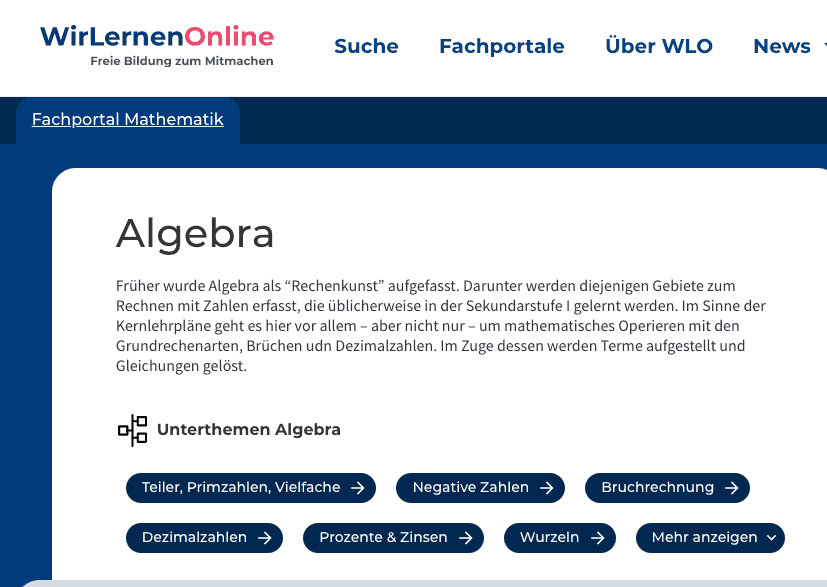 WirLernenOnline
Freie Bildung zum Mitmachen
Suche Fachportale Über WLO News
Fachportal Mathematik
Algebra
Früher wurde Algebra als “Rechenkunst” aufgefasst. Darunter werden diejenigen Gebiete zum
Rechnen mit Zahlen erfasst, die üblicherweise in der Sekundarstufe I gelernt werden. Im Sinne der
Kernlehrpläne geht es hier vor allem – aber nicht nur – um mathematisches Operieren mit den
Grundrechenarten, Brüchen udn Dezimalzahlen. Im Zuge dessen werden Terme aufgestellt und
Gleichungen gelöst.
Unterthemen Algebra
Teiler, Primzahlen, Vielfache Negative Zahlen Bruchrechnung
Dezimalzahlen Prozente & Zinsen Wurzeln Mehr anzeigen